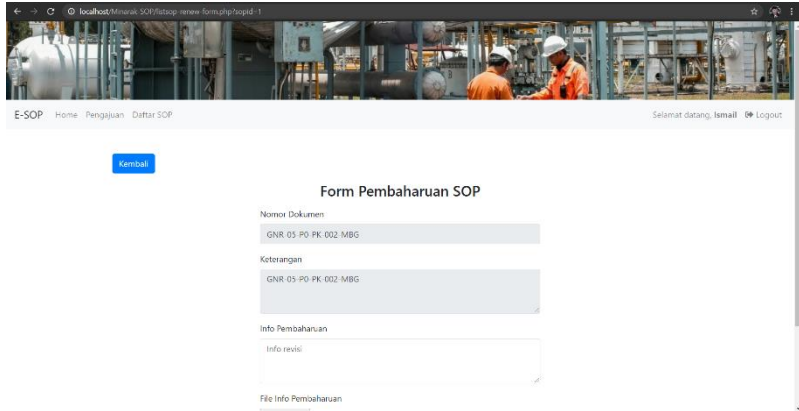 localhost/Minarak-SOP/listsop-renew-form.php?sopid=1
E-SOP Home Pengajuan Daftar SOP Selamat datang, Ismail Logout
Kembali
Form Pembaharuan SOP
Nomor Dokumen
GNR-05-P0-PK-002-MBG
Keterangan
GNR-05-P0-PK-002-MBG
Info Pembaharuan
Info revisi
File Info Pembaharuan